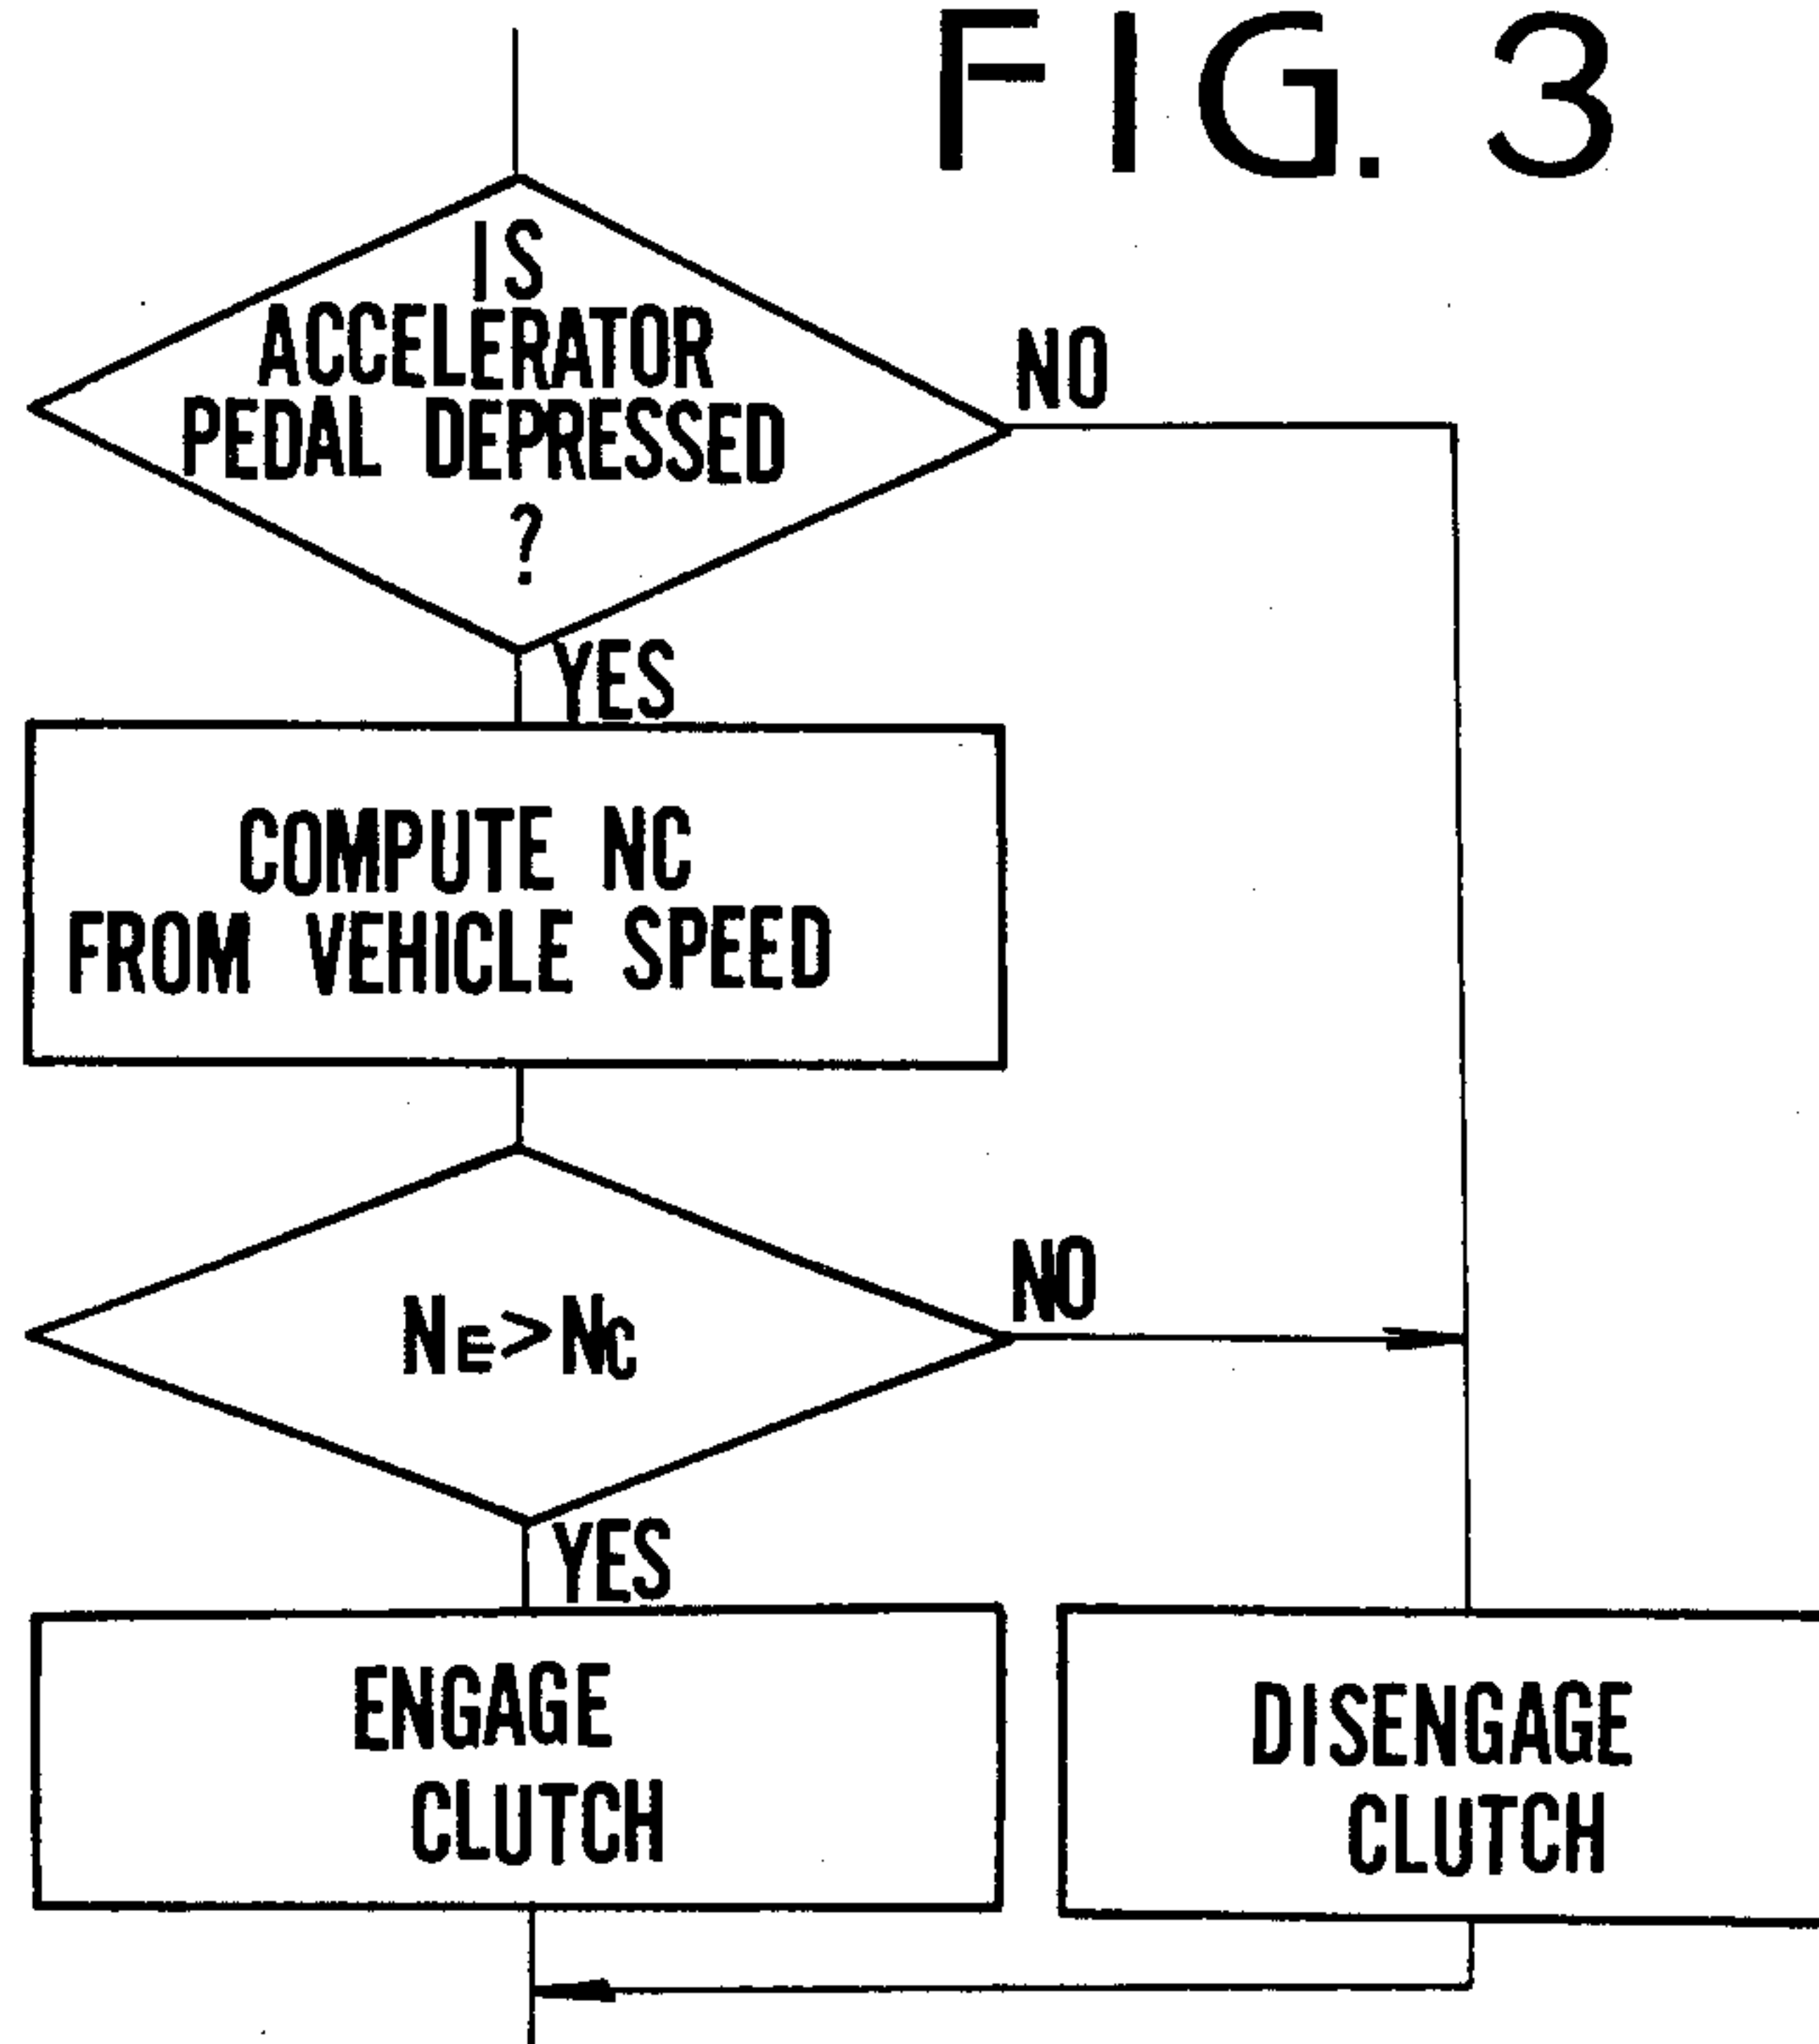 FIG. 3
IS
ACCELERATOR
PEDAL DEPRESSED
?
NO
YES
COMPUTE NC
FROM VEHICLE SPEED
NE>NC
NO
YES
ENGAGE
CLUTCH
DISENGAGE
CLUTCH